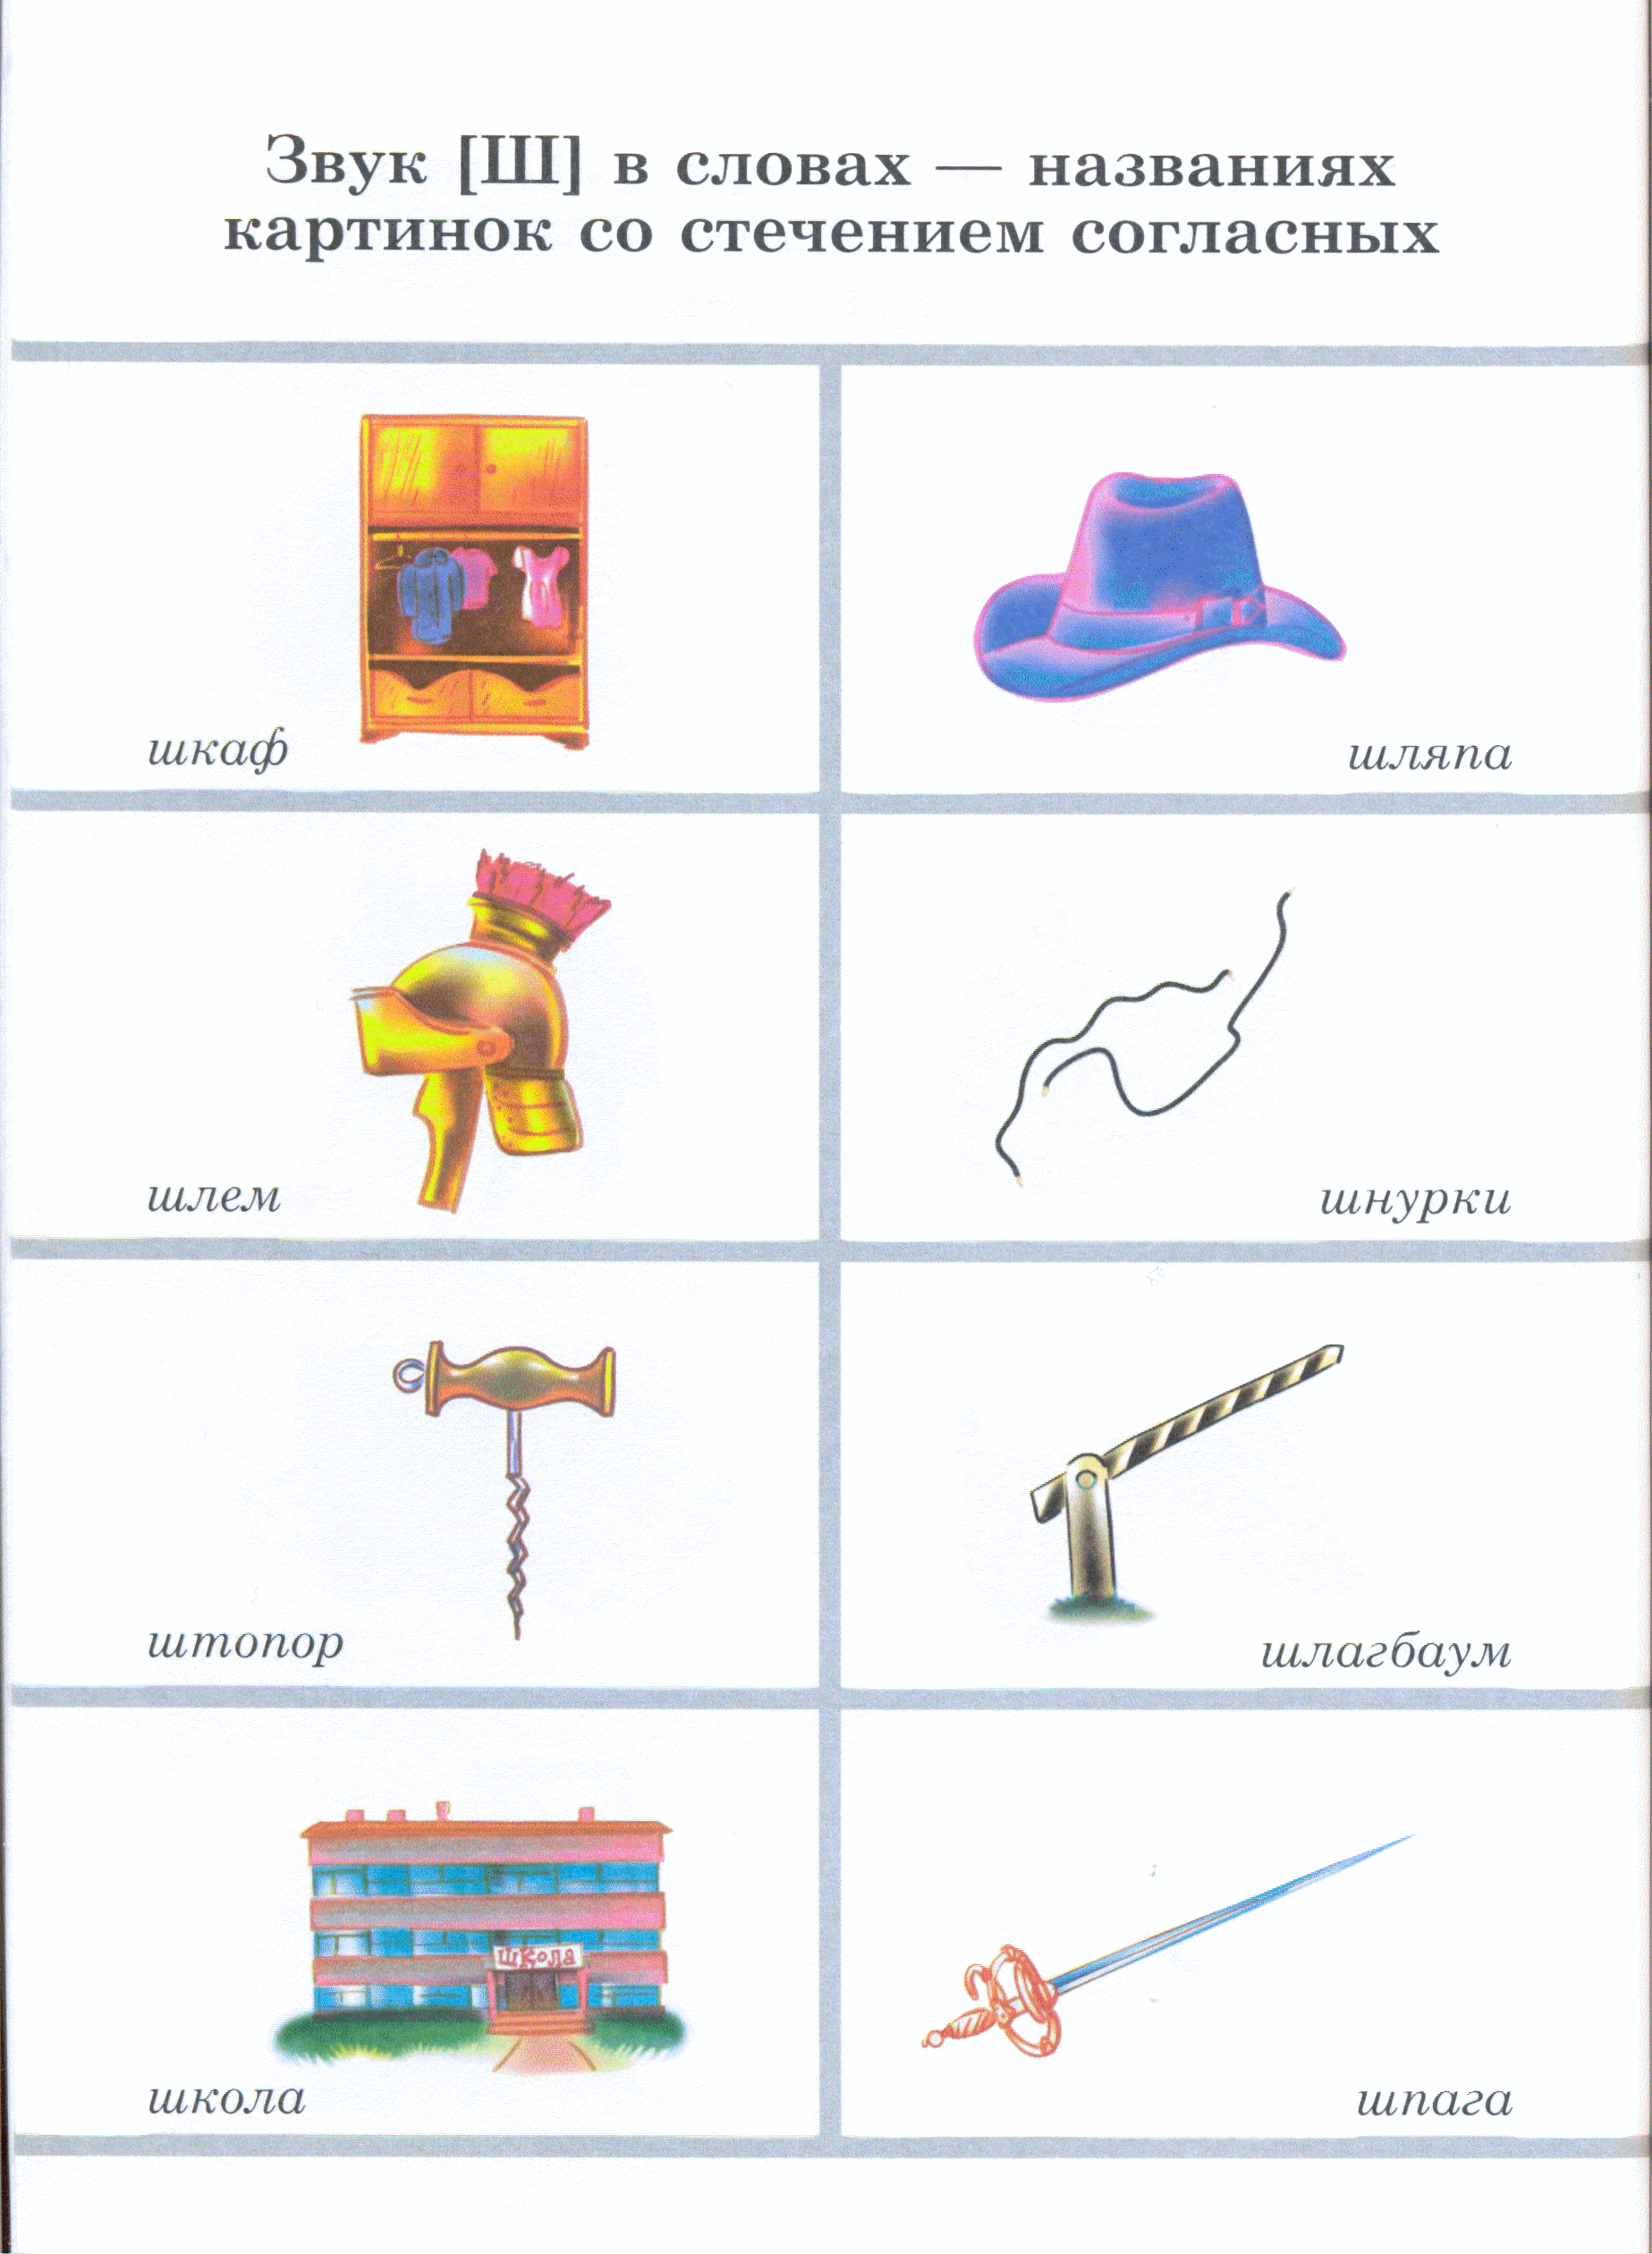 Звук [Ш] в словах — названиях
картинок со стечением согласных
шкаф
шляпа
шлем
шнурки
штопор
шлагбаум
школа
школа
шпага